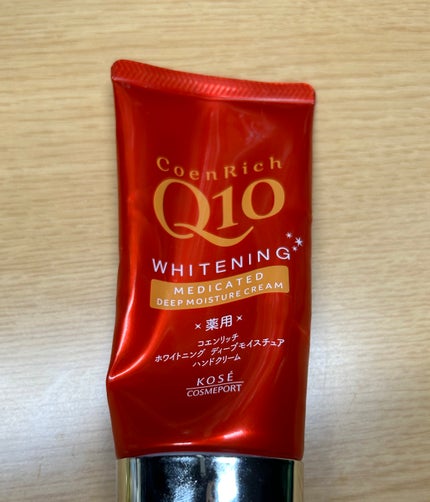 CoenRich
Q10
WHITENING
MEDICATED
DEEP MOISTURE CREAM
×薬用×
コエンリッチ
ホワイトニング ディープモイスチュア
ハンドクリーム
KOSÉ
COSMEPORT